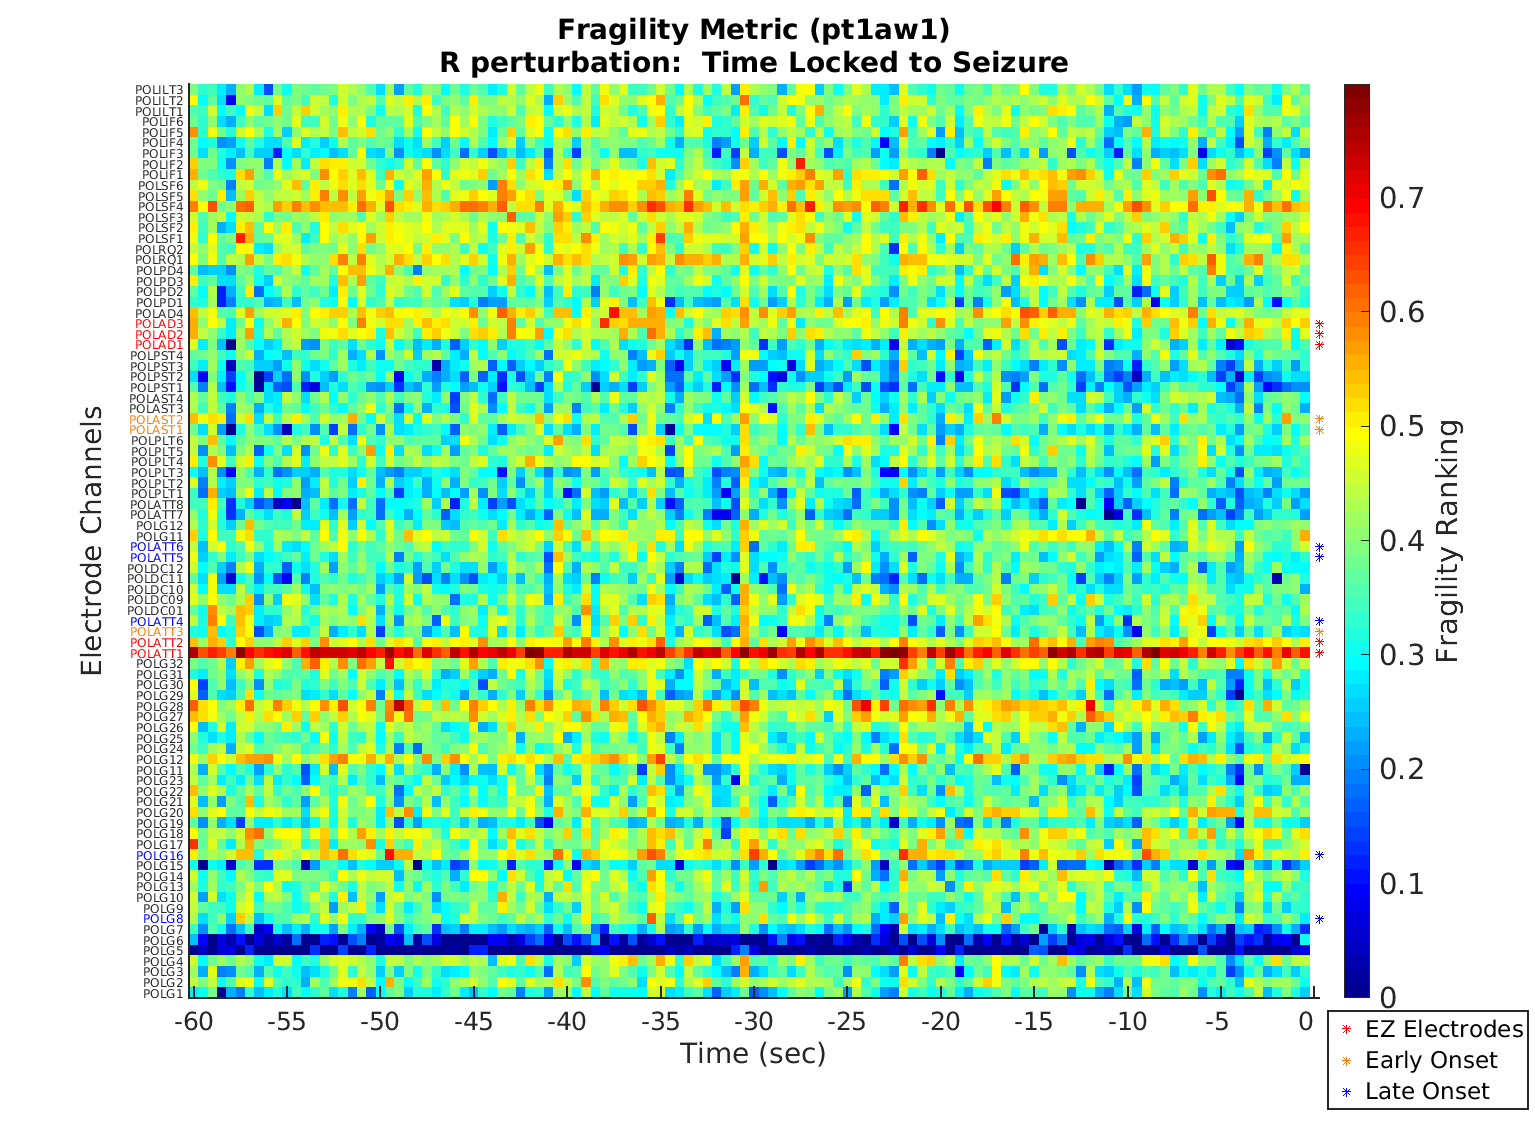 Fragility Metric (pt1aw1)
R perturbation:  Time Locked to Seizure
Electrode Channels
POLILT3
POLILT2
POLILT1
POLIF6
POLIF5
POLIF4
POLIF3
POLIF2
POLIF1
POLSF6
POLSF5
POLSF4
POLSF3
POLSF2
POLSF1
POLRQ2
POLRQ1
POLPD4
POLPD3
POLPD2
POLPD1
POLAD4
POLAD3
POLAD2
POLAD1
POLPST4
POLPST3
POLPST2
POLPST1
POLAST4
POLAST3
POLAST2
POLAST1
POLPLT6
POLPLT5
POLPLT4
POLPLT3
POLPLT2
POLPLT1
POLATT8
POLATT7
POLG12
POLG11
POLATT6
POLATT5
POLDC12
POLDC11
POLDC10
POLDC09
POLDC01
POLATT4
POLATT3
POLATT2
POLATT1
POLG32
POLG31
POLG30
POLG29
POLG28
POLG27
POLG26
POLG25
POLG24
POLG12
POLG11
POLG23
POLG22
POLG21
POLG20
POLG19
POLG18
POLG17
POLG16
POLG15
POLG14
POLG13
POLG10
POLG9
POLG8
POLG7
POLG6
POLG5
POLG4
POLG3
POLG2
POLG1
-60 -55 -50 -45 -40 -35 -30 -25 -20 -15 -10 -5 0
Time (sec)
0.7
0.6
0.5
0.4
0.3
0.2
0.1
0
Fragility Ranking
EZ Electrodes
Early Onset
Late Onset